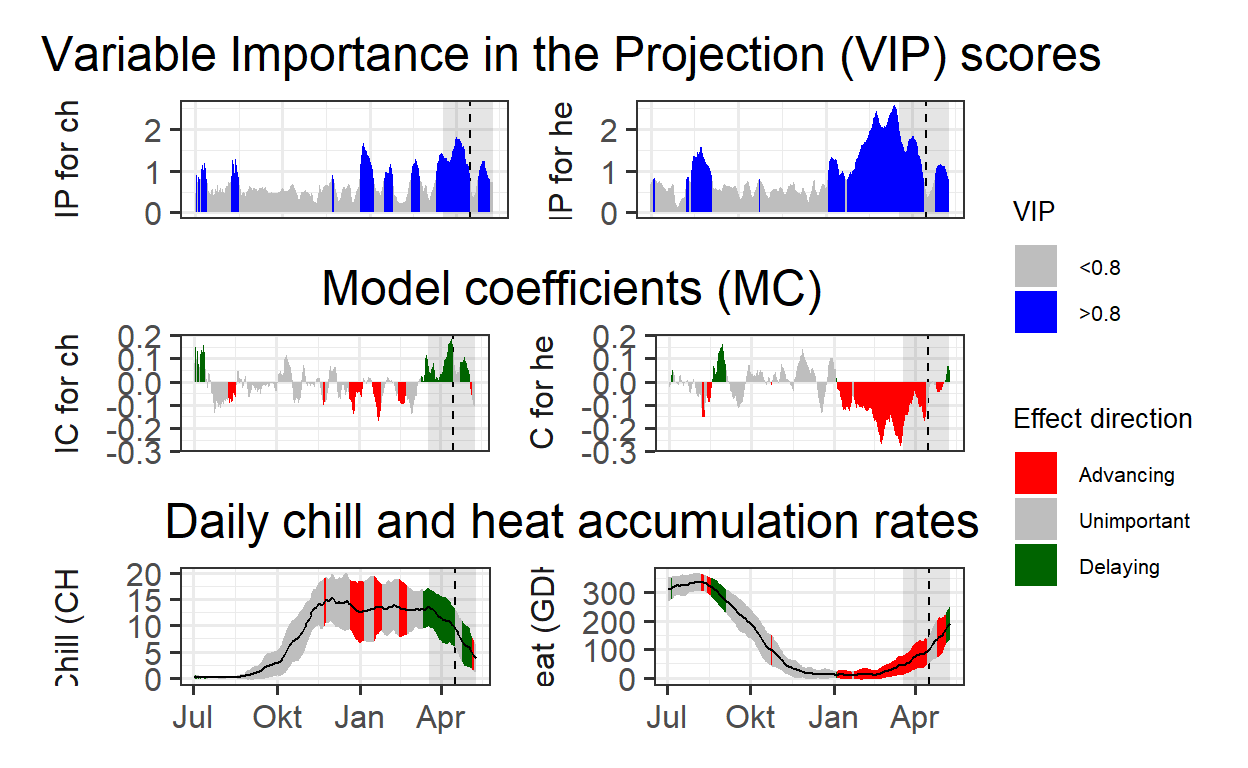 Variable Importance in the Projection (VIP) scores
IP for ch
2
1
0
IP for he
2
1
0
VIP
<0.8
>0.8
Model coefficients (MC)
IC for ch
0.2
0.1
0.0
-0.1
-0.2
-0.3
C for he
0.2
0.1
0.0
-0.1
-0.2
-0.3
Effect direction
Advancing
Unimportant
Delaying
Daily chill and heat accumulation rates
Chill (CH
20
15
10
5
0
Jul Okt Jan Apr
eat (GDH
300
200
100
0
Jul Okt Jan Apr